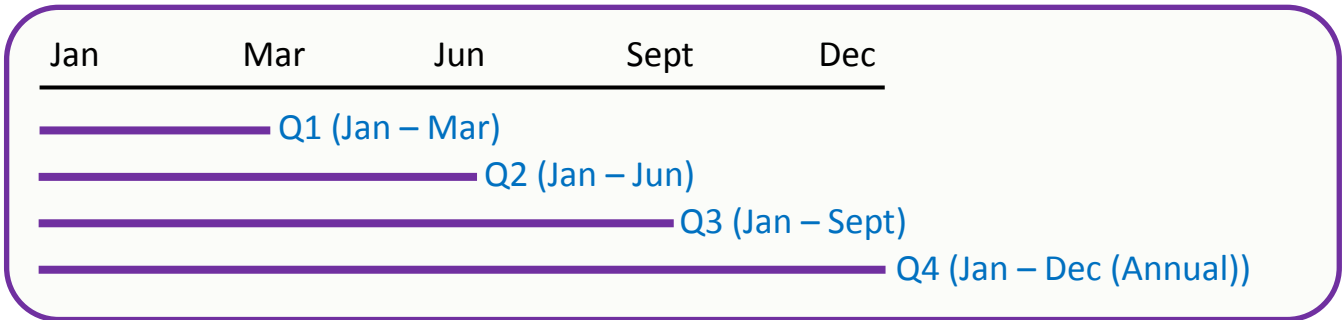 Jan Mar Jun Sept Dec
Q1 (Jan – Mar)
Q2 (Jan – Jun)
Q3 (Jan – Sept)
Q4 (Jan – Dec (Annual))